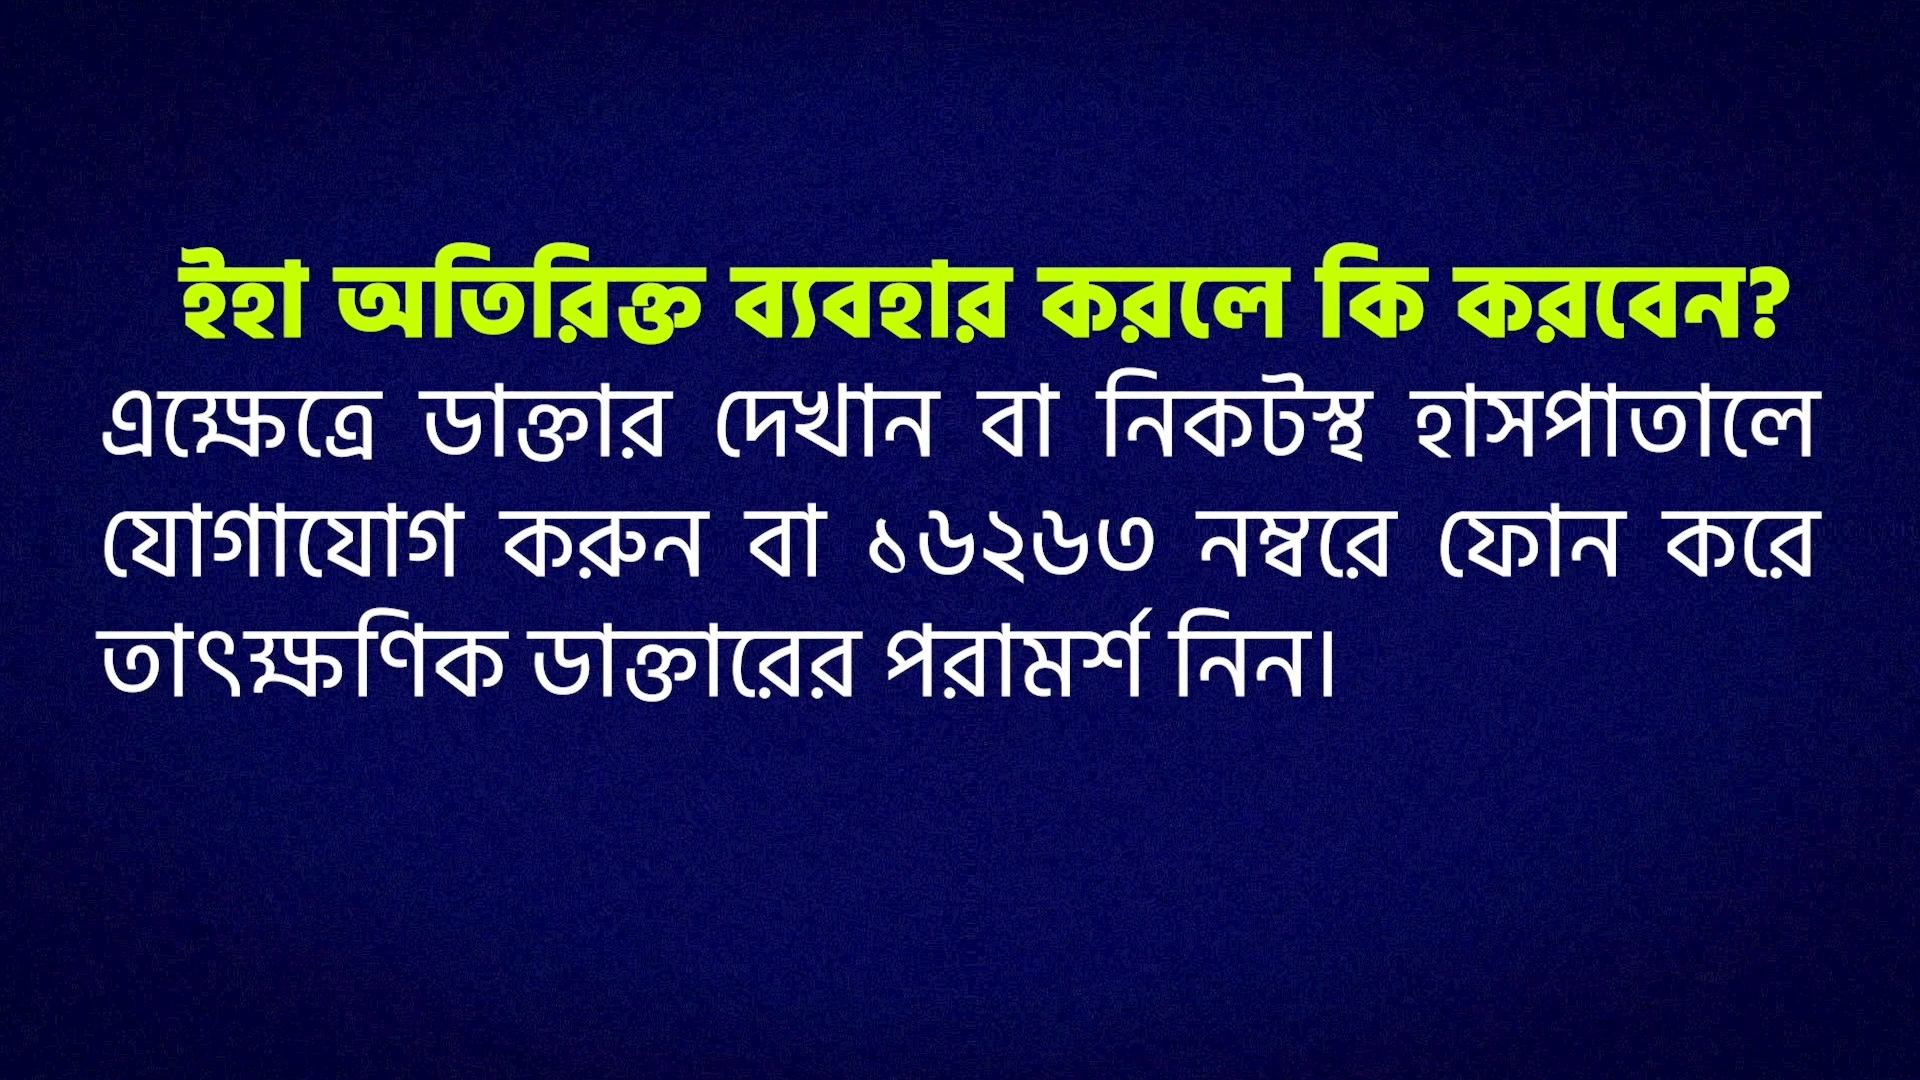 ইহা অতিরিক্ত ব্যবহার করলে কি করবেন?
এক্ষেত্রে ডাক্তার দেখান বা নিকটস্থ হাসপাতালে
যোগাযোগ করুন বা ১৬২৬৩ নম্বরে ফোন করে
তাৎক্ষণিক ডাক্তারের পরামর্শ নিন।